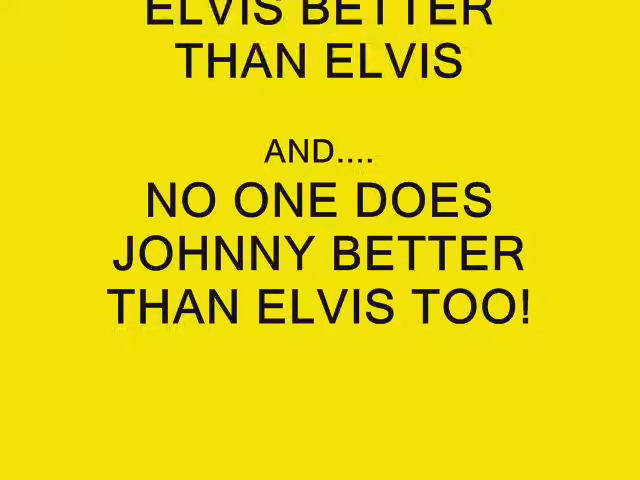 ELVIS BETTER
THAN ELVIS
AND....
NO ONE DOES
JOHNNY BETTER
THAN ELVIS TOO!